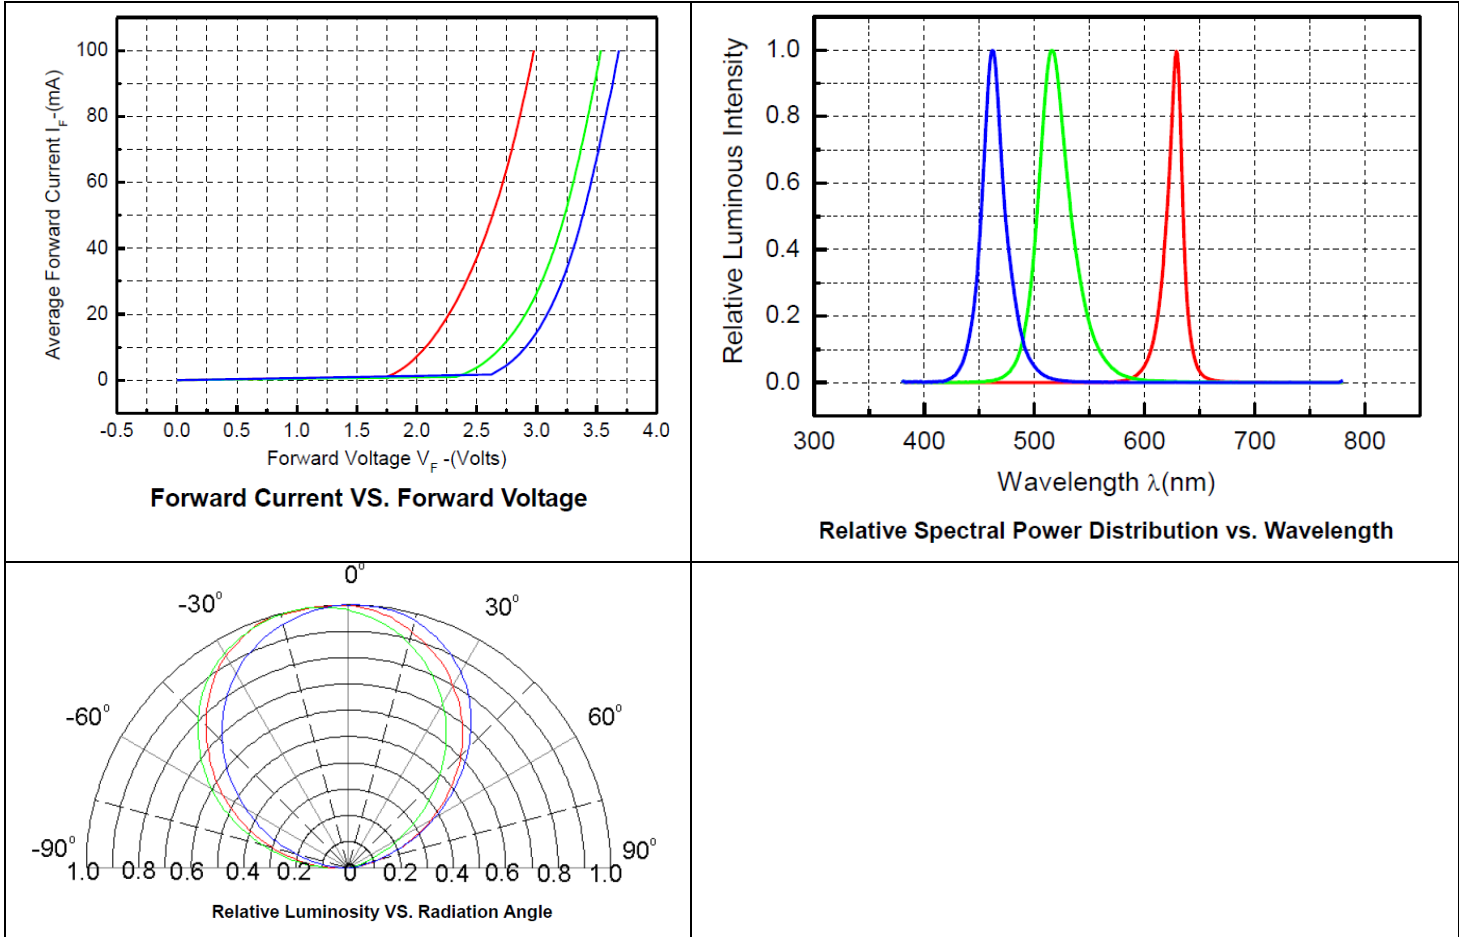 100
80
60
40
20
0
Average Forward Current I_F-(mA)
-0.5 0.0 0.5 1.0 1.5 2.0 2.5 3.0 3.5 4.0
Forward Voltage V_F -(Volts)
Forward Current VS. Forward Voltage
1.0
0.8
0.6
0.4
0.2
0.0
Relative Luminous Intensity
300 400 500 600 700 800
Wavelength λ(nm)
Relative Spectral Power Distribution vs. Wavelength
0°
-30° 30°
-60° 60°
-90° 90°
1.0 0.8 0.6 0.4 0.2 0 0.2 0.4 0.6 0.8 1.0
Relative Luminosity VS. Radiation Angle